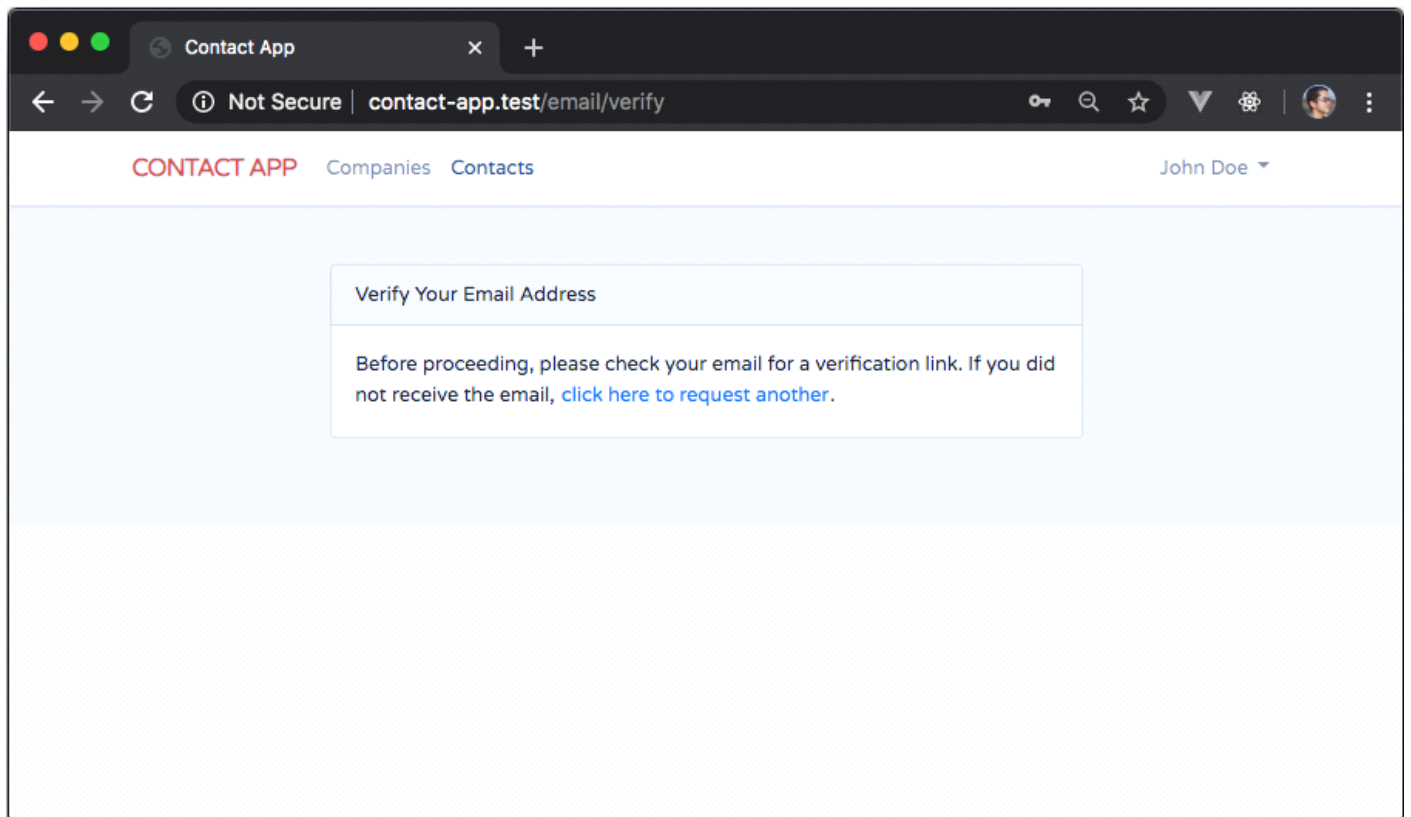 Contact App
Not Secure contact-app.test/email/verify
CONTACT APP Companies Contacts John Doe
Verify Your Email Address
Before proceeding, please check your email for a verification link. If you did
not receive the email, click here to request another.